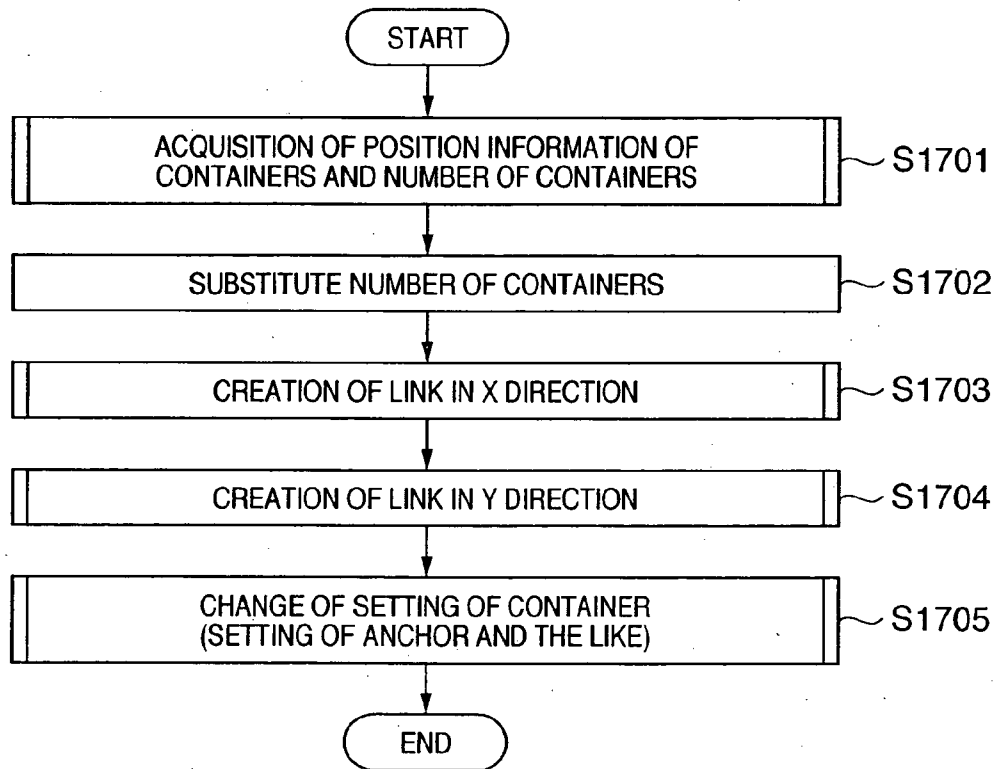 START
ACQUISITION OF POSITION INFORMATION OF
CONTAINERS AND NUMBER OF CONTAINERS
S1701
SUBSTITUTE NUMBER OF CONTAINERS
S1702
CREATION OF LINK IN X DIRECTION
S1703
CREATION OF LINK IN Y DIRECTION
S1704
CHANGE OF SETTING OF CONTAINER
(SETTING OF ANCHOR AND THE LIKE)
S1705
END